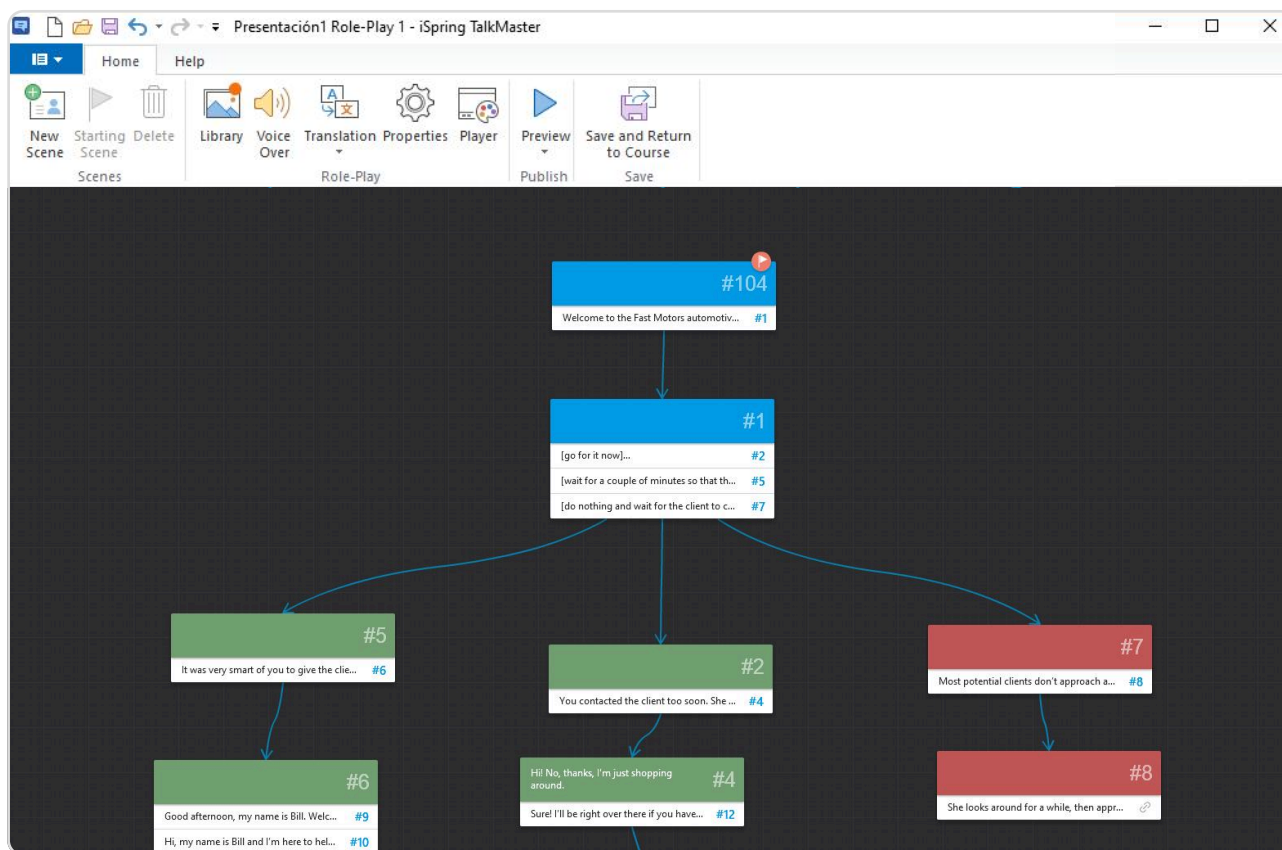 Presentación1 Role-Play 1 - iSpring TalkMaster
Home Help
New Scene
Starting Scene
Delete
Library
Voice Over
Translation
Properties
Player
Preview
Save and Return to Course
Scenes
Role-Play
Publish
Save
#104
Welcome to the Fast Motors automotiv... #1
#1
[go for it now]... #2
[wait for a couple of minutes so that th... #5
[do nothing and wait for the client to c... #7
#5
It was very smart of you to give the clie... #6
#2
You contacted the client too soon. She ... #4
#7
Most potential clients don't approach a... #8
#6
Good afternoon, my name is Bill. Welc... #9
Hi, my name is Bill and I'm here to hel... #10
Hi! No, thanks, I'm just shopping
around.
#4
Sure! I'll be right over there if you have... #12
#8
She looks around for a while, then appr...